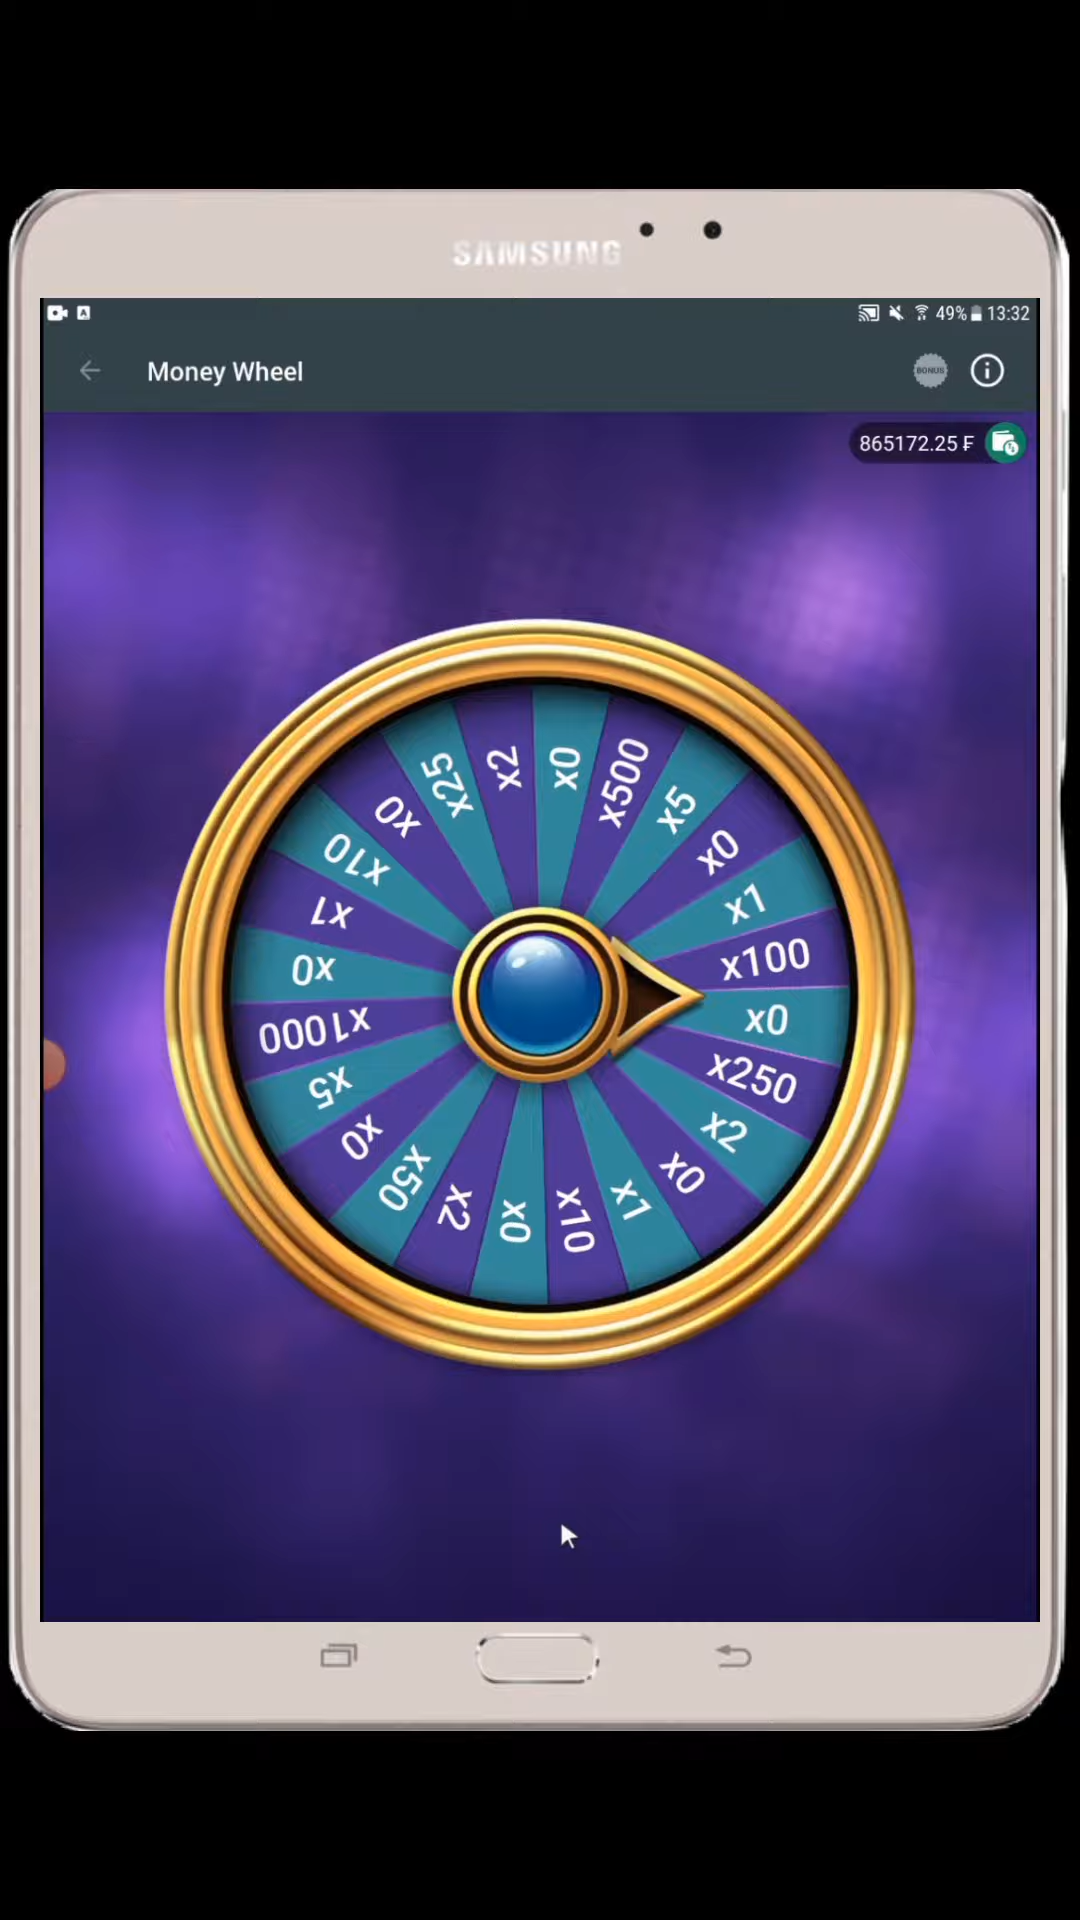 SAMSUNG
49% 13:32
Money Wheel
BONUS
865172.25 ₣
x0
x500
x5
x0
x1
x100
x0
x250
x2
x0
x1
x10
x0
x2
x50
x0
x5
x1000
x0
x1
x10
x0
x25
x2